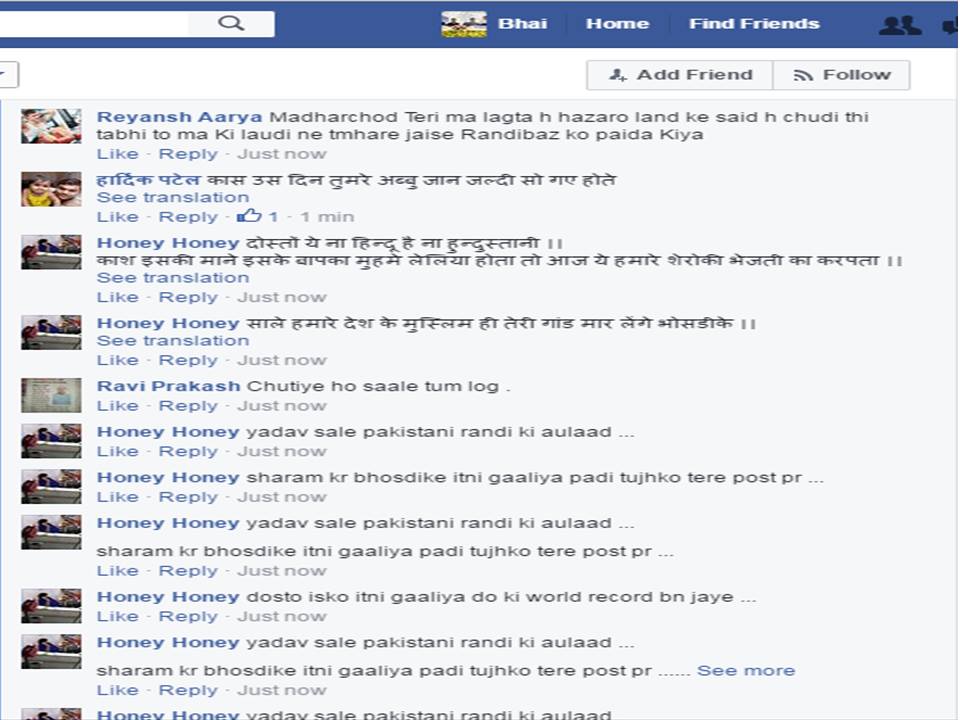 Bhai Home Find Friends
Add Friend Follow
Reyansh Aarya Madharchod Teri ma lagta h hazaro land ke said h chudi thi
tabhi to ma Ki laudi ne tmhare jaise Randibaz ko paida Kiya
Like · Reply · Just now
हार्दिक पटेल कास उस दिन तुमरे अब्बु जान जल्दी सो गए होते
See translation
Like · Reply · 1 · 1 min
Honey Honey दोस्तों ये ना हिन्दू है ना हुन्दुस्तानी ।।
काश इसकी माने इसके बापका मुहमे लेलिया होता तो आज ये हमारे शेरोकी भेजती का करपता ।।
See translation
Like · Reply · Just now
Honey Honey साले हमारे देश के मुस्लिम ही तेरी गांड मार लेंगे भोसडीके ।।
See translation
Like · Reply · Just now
Ravi Prakash Chutiye ho saale tum log .
Like · Reply · Just now
Honey Honey yadav sale pakistani randi ki aulaad ...
Like · Reply · Just now
Honey Honey sharam kr bhosdike itni gaaliya padi tujhko tere post pr ...
Like · Reply · Just now
Honey Honey yadav sale pakistani randi ki aulaad ...
sharam kr bhosdike itni gaaliya padi tujhko tere post pr ...
Like · Reply · Just now
Honey Honey dosto isko itni gaaliya do ki world record bn jaye ...
Like · Reply · Just now
Honey Honey yadav sale pakistani randi ki aulaad ...
sharam kr bhosdike itni gaaliya padi tujhko tere post pr ...... See more
Like · Reply · Just now
Honey Honey yadav sale pakistani randi ki aulaad